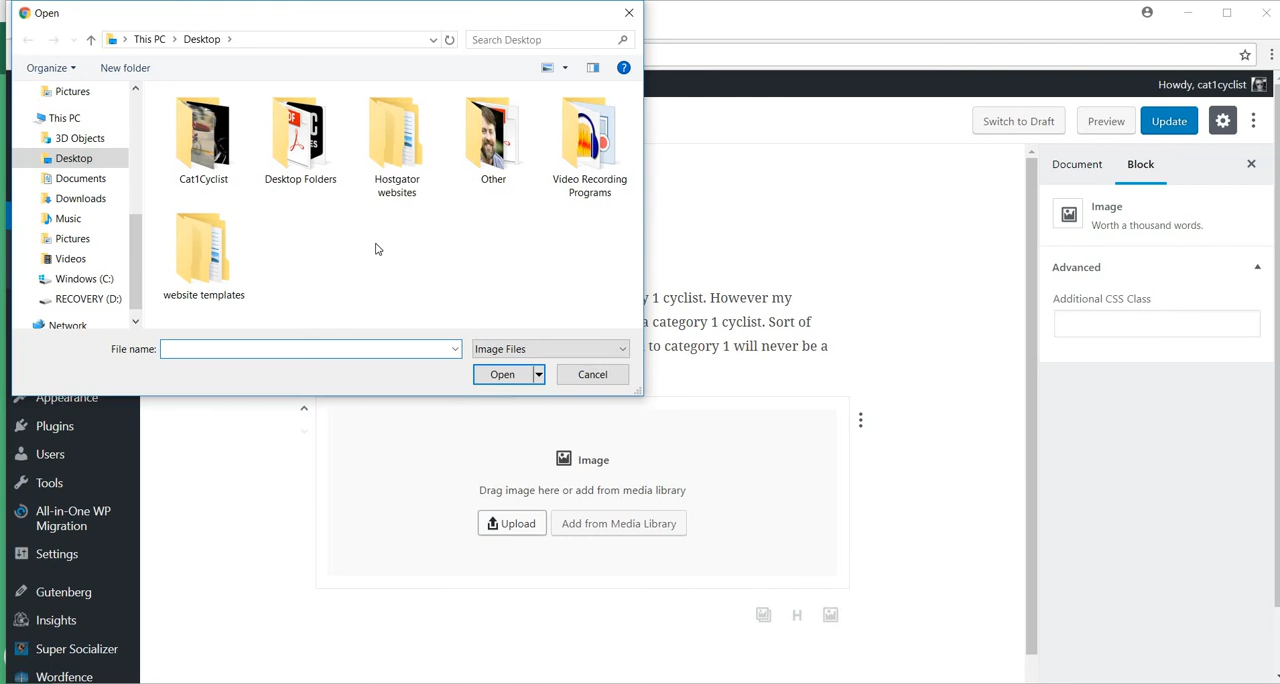 Open
This PC > Desktop >
Search Desktop
Organize
New folder
Pictures
This PC
3D Objects
Desktop
Documents
Downloads
Music
Pictures
Videos
Windows (C:)
RECOVERY (D:)
Network
Cat1Cyclist
Desktop Folders
Hostgator
websites
Other
Video Recording
Programs
website templates
File name:
Image Files
Open
Cancel
Howdy, cat1cyclist
Switch to Draft
Preview
Update
Document
Block
Image
Worth a thousand words.
Advanced
Additional CSS Class
y 1 cyclist. However my
a category 1 cyclist. Sort of
to category 1 will never be a
Appearance
Plugins
Users
Tools
All-in-One WP
Migration
Settings
Gutenberg
Insights
Super Socializer
Wordfence
Image
Drag image here or add from media library
Upload
Add from Media Library
H